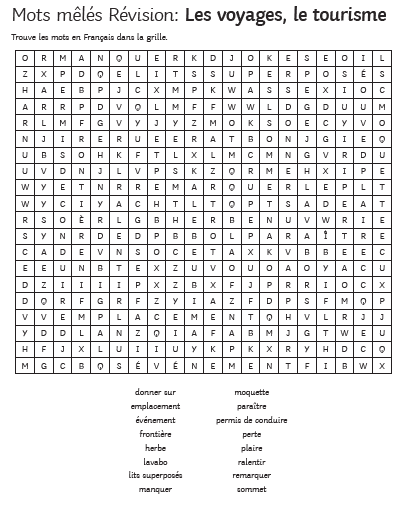 Mots mêlés Révision: Les voyages, le tourisme
Trouve les mots en Français dans la grille.
O R M A N Q U E R K D J O K E S E O I L
Z X P D Q E L I T S S U P E R P O S É S
H A E B P J C X M P K W A S S E X I O C
A R R P D V Q L M F F W W L D G D U U M
R L M F G V Y J Y Z M O K S O E C Y V O
N J I R E R U E E R A T B O N J G I E Q
U B S O H K F T L X L M C M N G V R D U
U V D N J L V P S K Z Q R M E H X I P E
W Y E T N R R E M A R Q U E R L E P L T
W Y C I Y A C H T L T Q P T S A D E A T
R S O È R L G B H E R B E N U V W R I E
S Y N R D E D P B B O L P A R A Î T R E
C A D E V N S O C E T A X K V B B E E C
E E U N B T E X Z U V O U O A O Y A C U
D Z I I I I P X Z B X F J P R R I O C X
D Q R F G R F Z Y I A Z F D P S F M Q P
V V E M P L A C E M E N T Q H V L R J J
Y D D L A N Z Q I A F A B M J G T W E U
H F J X L U I I U Y K P K X R Y H D C Q
M G C B Q S É V É N E M E N T F I B W X
donner sur moquette
emplacement paraître
événement permis de conduire
frontière perte
herbe plaire
lavabo ralentir
lits superposés remarquer
manquer sommet